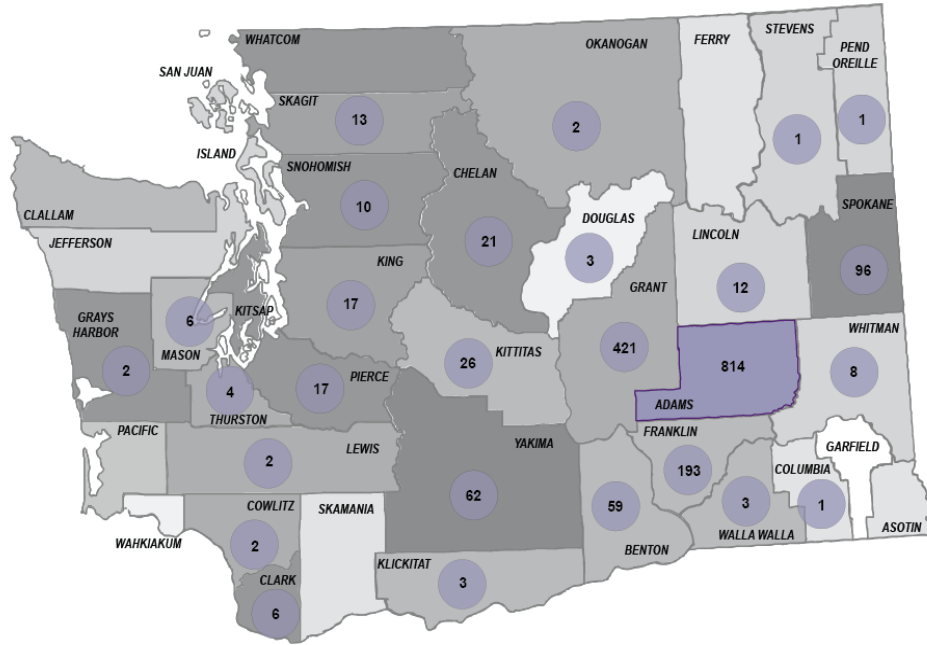 WHATCOM
OKANOGAN
FERRY
STEVENS
PEND
OREILLE
SAN JUAN
SKAGIT
13
2
1
1
ISLAND
SNOHOMISH
CHELAN
10
SPOKANE
CLALLAM
DOUGLAS
LINCOLN
JEFFERSON
21
3
KING
GRANT
12
96
17
GRAYS
HARBOR
6
KITSAP
MASON
WHITMAN
26
KITTITAS
421
814
2
4
17
PIERCE
8
ADAMS
THURSTON
PACIFIC
LEWIS
YAKIMA
FRANKLIN
GARFIELD
2
193
COLUMBIA
62
COWLITZ
SKAMANIA
59
3
1
WAHKIAKUM
2
WALLA WALLA
ASOTIN
BENTON
KLICKITAT
CLARK
3
6